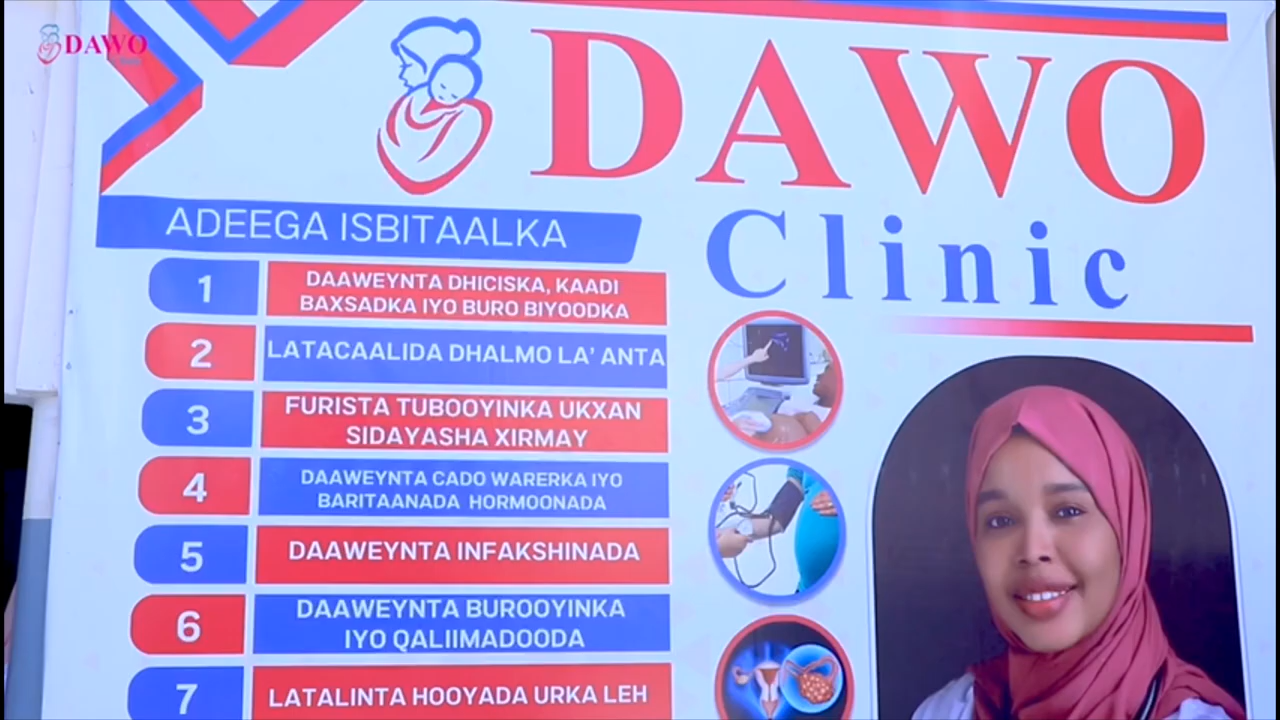 DAWO
DAWO
Clinic
ADEEGA ISBITAALKA
1
DAAWEYNTA DHICISKA, KAADI
BAXSADKA IYO BURO BIYOODKA
2
LATACAALIDA DHALMO LA' ANTA
3
FURISTA TUBOOYINKA UKXAN
SIDAYASHA XIRMAY
4
DAAWEYNTA CADO WARERKA IYO
BARITAANADA HORMOONADA
5
DAAWEYNTA INFAKSHINADA
6
DAAWEYNTA BUROOYINKA
IYO QALIIMADOODA
7
LATALINTA HOOYADA URKA LEH